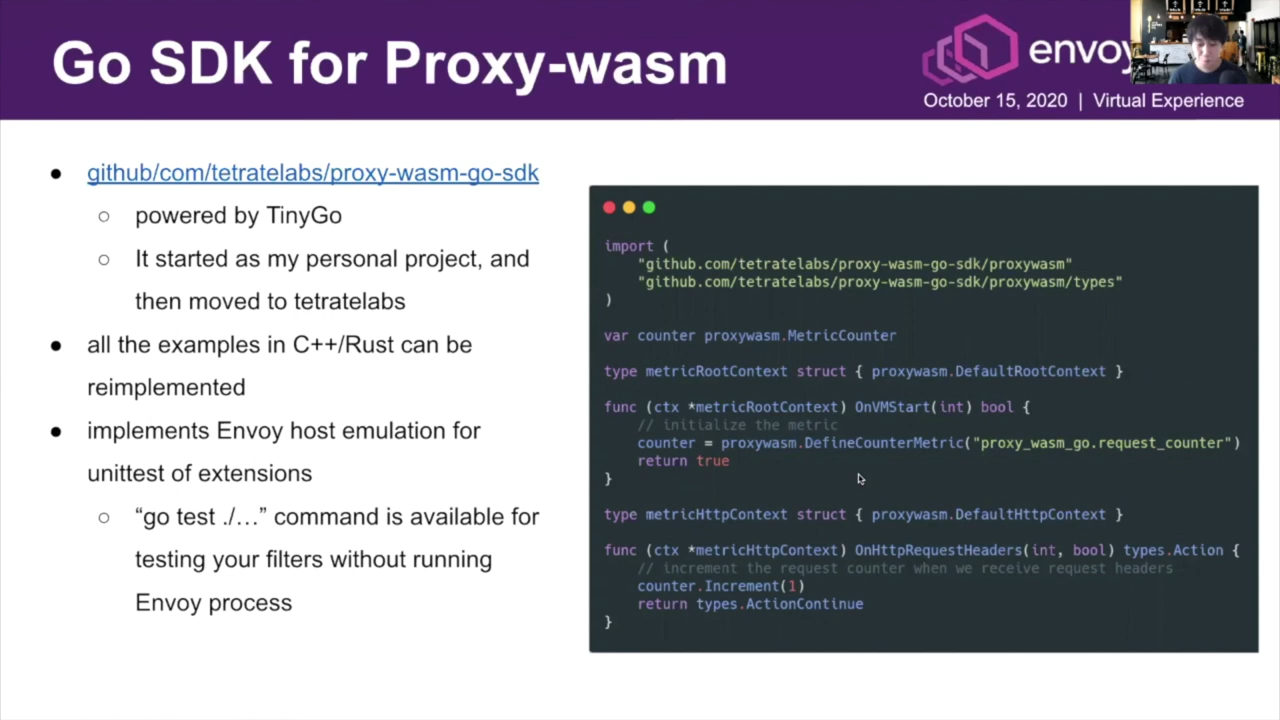 Go SDK for Proxy-wasm
envoy
October 15, 2020 | Virtual Experience
● github/com/tetratelabs/proxy-wasm-go-sdk
○ powered by TinyGo
○ It started as my personal project, and
then moved to tetratelabs
● all the examples in C++/Rust can be
reimplemented
● implements Envoy host emulation for
unittest of extensions
○ “go test ./…” command is available for
testing your filters without running
Envoy process
import (
"github.com/tetratelabs/proxy-wasm-go-sdk/proxywasm"
"github.com/tetratelabs/proxy-wasm-go-sdk/proxywasm/types"
)
var counter proxywasm.MetricCounter
type metricRootContext struct { proxywasm.DefaultRootContext }
func (ctx *metricRootContext) OnVMStart(int) bool {
// initialize the metric
counter = proxywasm.DefineCounterMetric("proxy_wasm_go.request_counter")
return true
}
type metricHttpContext struct { proxywasm.DefaultHttpContext }
func (ctx *metricHttpContext) OnHttpRequestHeaders(int, bool) types.Action {
// increment the request counter when we receive request headers
counter.Increment(1)
return types.ActionContinue
}